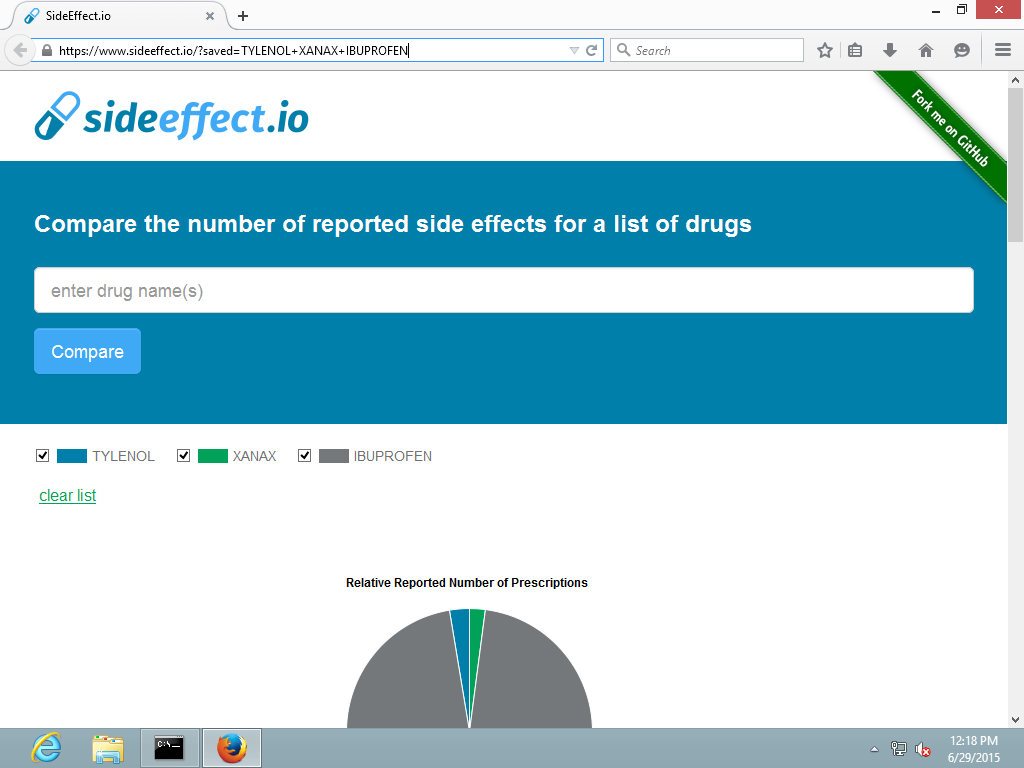 SideEffect.io
https://www.sideeffect.io/?saved=TYLENOL+XANAX+IBUPROFEN
Search
sideeffect.io
Fork me on GitHub
Compare the number of reported side effects for a list of drugs
enter drug name(s)
Compare
TYLENOL XANAX IBUPROFEN
clear list
Relative Reported Number of Prescriptions
C:\_
12:18 PM
6/29/2015